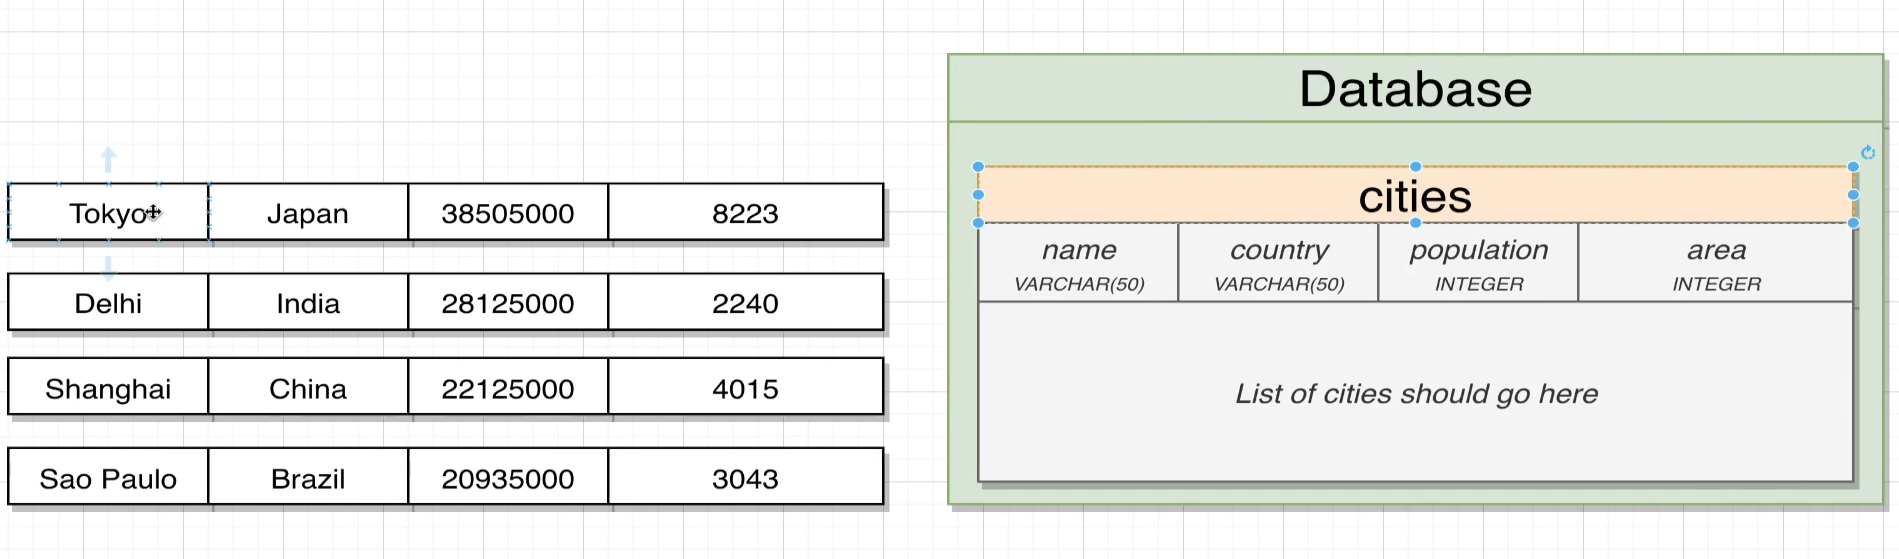 Database
cities
name country population area
VARCHAR(50) VARCHAR(50) INTEGER INTEGER
List of cities should go here
Tokyo Japan 38505000 8223
Delhi India 28125000 2240
Shanghai China 22125000 4015
Sao Paulo Brazil 20935000 3043